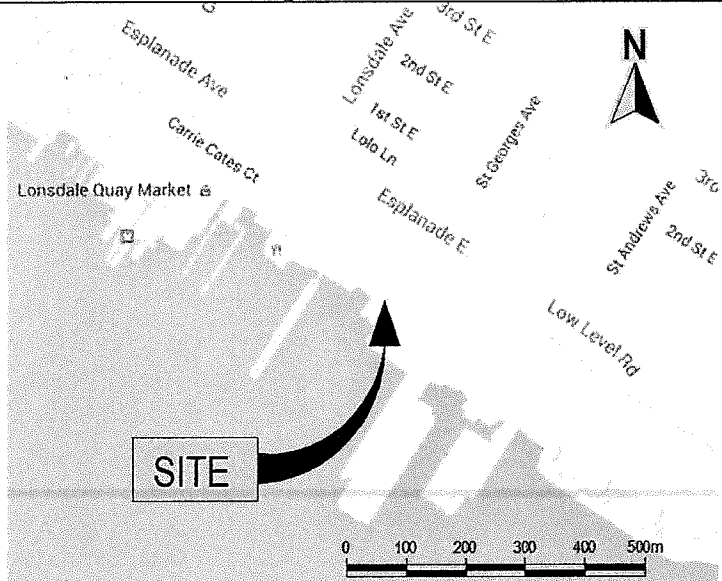 Esplanade Ave
Lonsdale Ave
3rd St E
2nd St E
N
1st St E
Lolo Ln
Carrie Cates Ct
St Georges Ave
Lonsdale Quay Market
Esplanade E
St Andrews Ave
2nd St E
Low Level Rd
SITE
0 100 200 300 400 500m